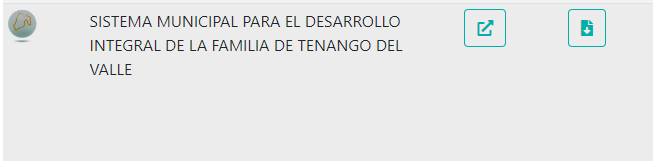 SISTEMA MUNICIPAL PARA EL DESARROLLO
INTEGRAL DE LA FAMILIA DE TENANGO DEL
VALLE